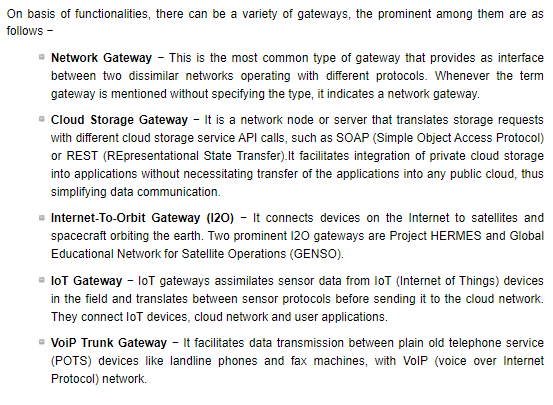 On basis of functionalities, there can be a variety of gateways, the prominent among them are as
follows −
Network Gateway − This is the most common type of gateway that provides as interface
between two dissimilar networks operating with different protocols. Whenever the term
gateway is mentioned without specifying the type, it indicates a network gateway.
Cloud Storage Gateway − It is a network node or server that translates storage requests
with different cloud storage service API calls, such as SOAP (Simple Object Access Protocol)
or REST (REpresentational State Transfer).It facilitates integration of private cloud storage
into applications without necessitating transfer of the applications into any public cloud, thus
simplifying data communication.
Internet-To-Orbit Gateway (I2O) − It connects devices on the Internet to satellites and
spacecraft orbiting the earth. Two prominent I2O gateways are Project HERMES and Global
Educational Network for Satellite Operations (GENSO).
IoT Gateway − IoT gateways assimilates sensor data from IoT (Internet of Things) devices
in the field and translates between sensor protocols before sending it to the cloud network.
They connect IoT devices, cloud network and user applications.
VoiP Trunk Gateway − It facilitates data transmission between plain old telephone service
(POTS) devices like landline phones and fax machines, with VoIP (voice over Internet
Protocol) network.